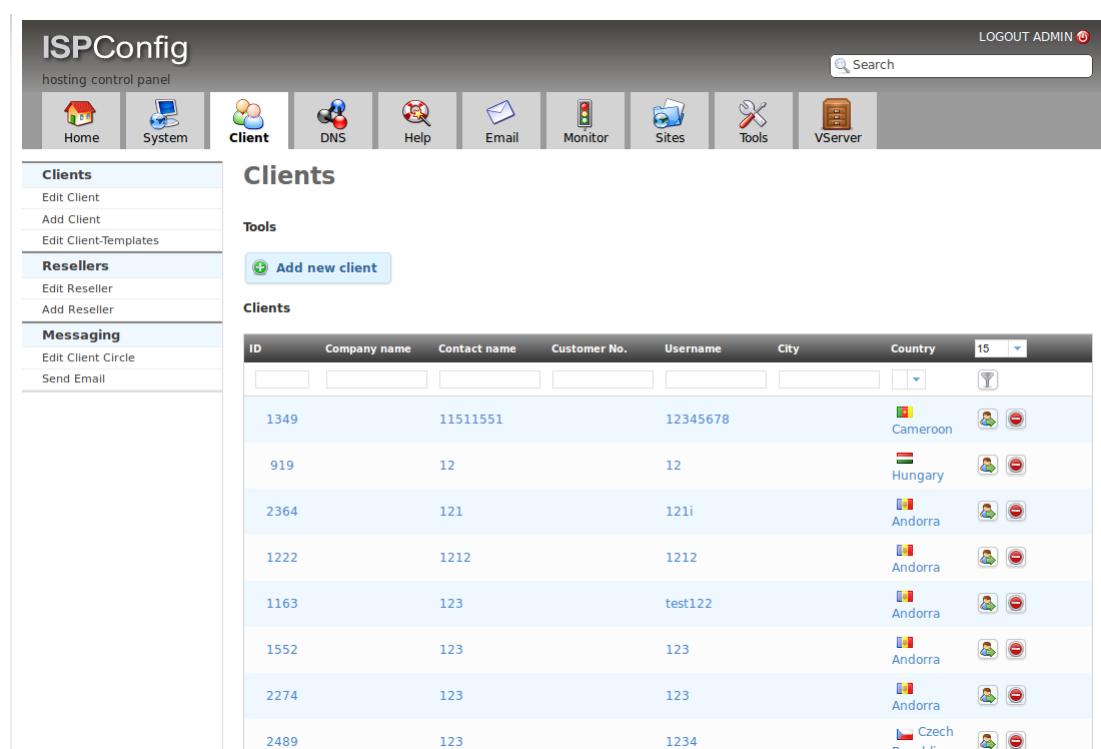 ISPConfig
LOGOUT ADMIN
Search
hosting control panel
Home System Client DNS Help Email Monitor Sites Tools VServer
Clients
Edit Client
Add Client
Edit Client-Templates
Resellers
Edit Reseller
Add Reseller
Messaging
Edit Client Circle
Send Email
Clients
Tools
Add new client
Clients
ID Company name Contact name Customer No. Username City Country 15
1349 11511551 12345678 Cameroon
919 12 12 Hungary
2364 121 121i Andorra
1222 1212 1212 Andorra
1163 123 test122 Andorra
1552 123 123 Andorra
2274 123 123 Andorra
2489 123 1234 Czech